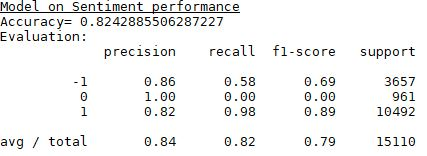 Model on Sentiment performance
Accuracy= 0.8242885506287227
Evaluation:
precision recall f1-score support
-1 0.86 0.58 0.69 3657
0 1.00 0.00 0.00 961
1 0.82 0.98 0.89 10492
avg / total 0.84 0.82 0.79 15110